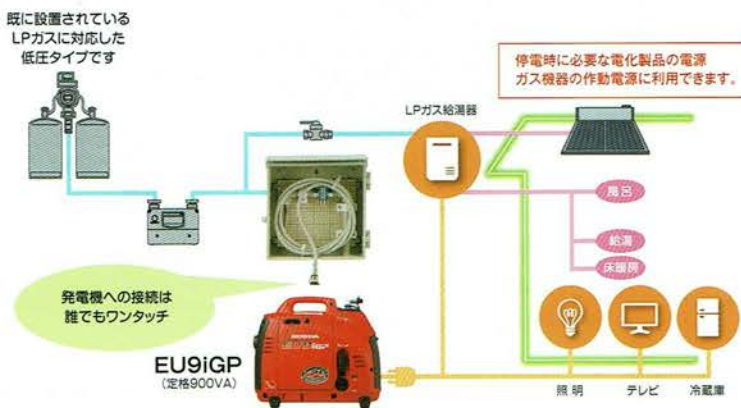 既に設置されている
LPガスに対応した
低圧タイプです
停電時に必要な電化製品の電源
ガス機器の作動電源に利用できます。
LPガス給湯器
風呂
給湯
床暖房
発電機への接続は
誰でもワンタッチ
EU9iGP
(定格900VA)
HONDA
照明
テレビ
冷蔵庫